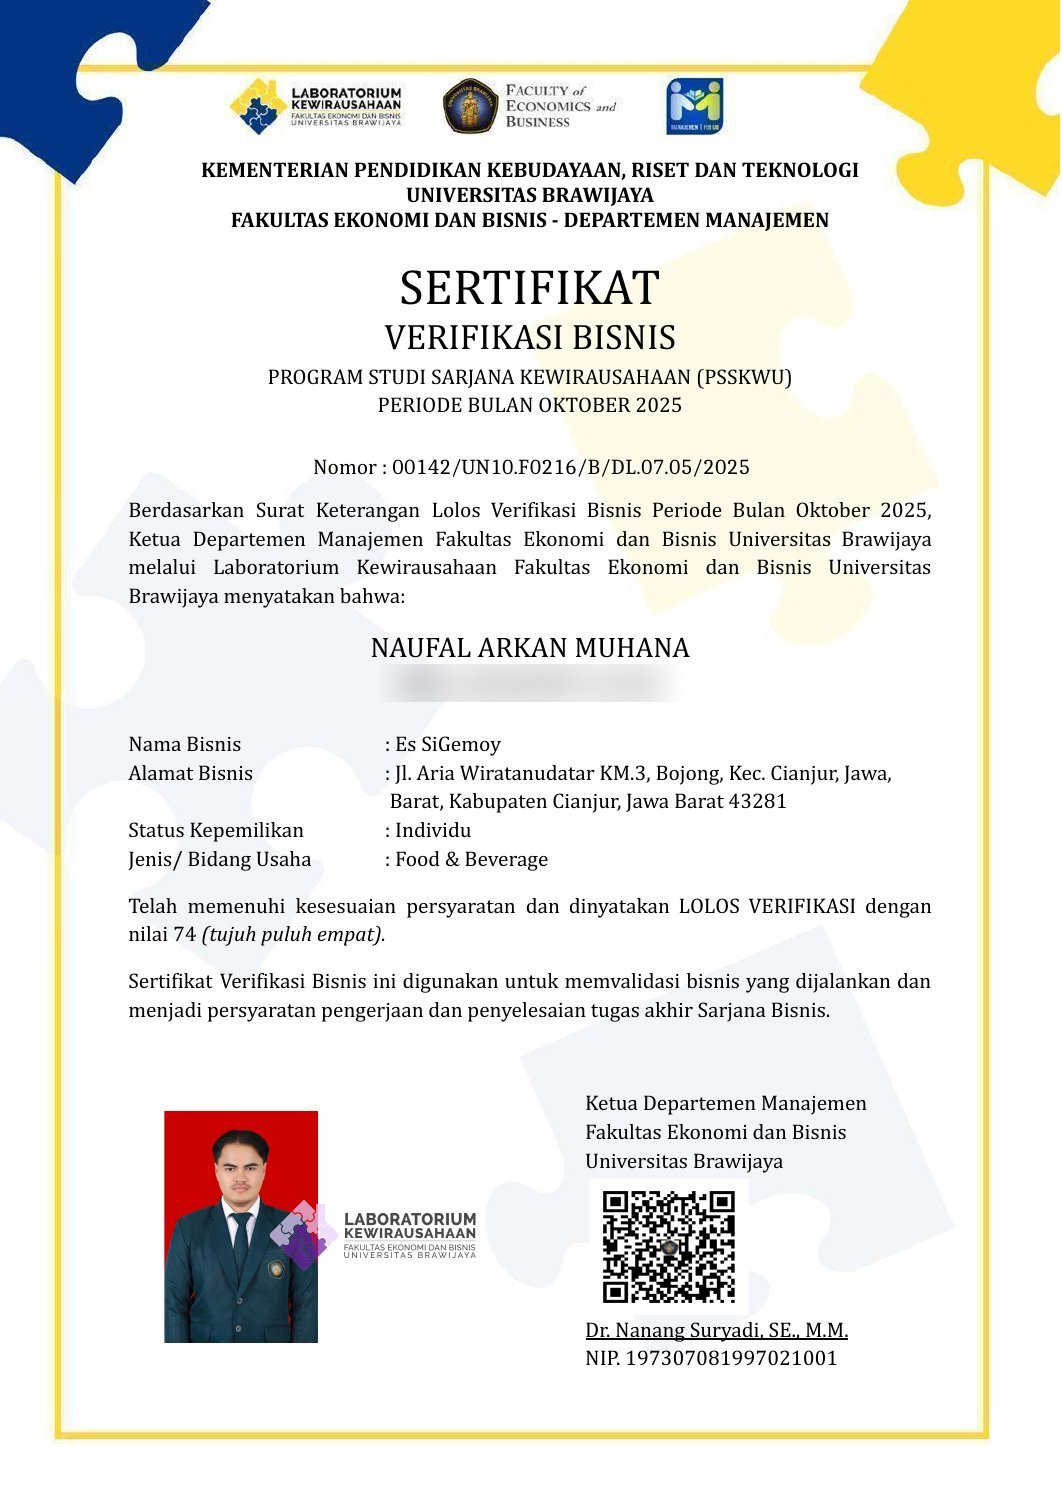 LABORATORIUM
KEWIRAUSAHAAN
FAKULTAS EKONOMI DAN BISNIS
UNIVERSITAS BRAWIJAYA
FACULTY of
ECONOMICS and
BUSINESS
MANAJEMEN | FEB UB
KEMENTERIAN PENDIDIKAN KEBUDAYAAN, RISET DAN TEKNOLOGI
UNIVERSITAS BRAWIJAYA
FAKULTAS EKONOMI DAN BISNIS - DEPARTEMEN MANAJEMEN
SERTIFIKAT
VERIFIKASI BISNIS
PROGRAM STUDI SARJANA KEWIRAUSAHAAN (PSSKWU)
PERIODE BULAN OKTOBER 2025
Nomor : 00142/UN10.F0216/B/DL.07.05/2025
Berdasarkan Surat Keterangan Lolos Verifikasi Bisnis Periode Bulan Oktober 2025,
Ketua Departemen Manajemen Fakultas Ekonomi dan Bisnis Universitas Brawijaya
melalui Laboratorium Kewirausahaan Fakultas Ekonomi dan Bisnis Universitas
Brawijaya menyatakan bahwa:
NAUFAL ARKAN MUHANA
Nama Bisnis : Es SiGemoy
Alamat Bisnis : Jl. Aria Wiratanudatar KM.3, Bojong, Kec. Cianjur, Jawa,
Barat, Kabupaten Cianjur, Jawa Barat 43281
Status Kepemilikan : Individu
Jenis/ Bidang Usaha : Food & Beverage
Telah memenuhi kesesuaian persyaratan dan dinyatakan LOLOS VERIFIKASI dengan
nilai 74 (tujuh puluh empat).
Sertifikat Verifikasi Bisnis ini digunakan untuk memvalidasi bisnis yang dijalankan dan
menjadi persyaratan pengerjaan dan penyelesaian tugas akhir Sarjana Bisnis.
Ketua Departemen Manajemen
Fakultas Ekonomi dan Bisnis
Universitas Brawijaya
LABORATORIUM
KEWIRAUSAHAAN
FAKULTAS EKONOMI DAN BISNIS
UNIVERSITAS BRAWIJAYA
Dr. Nanang Suryadi, SE., M.M.
NIP. 197307081997021001